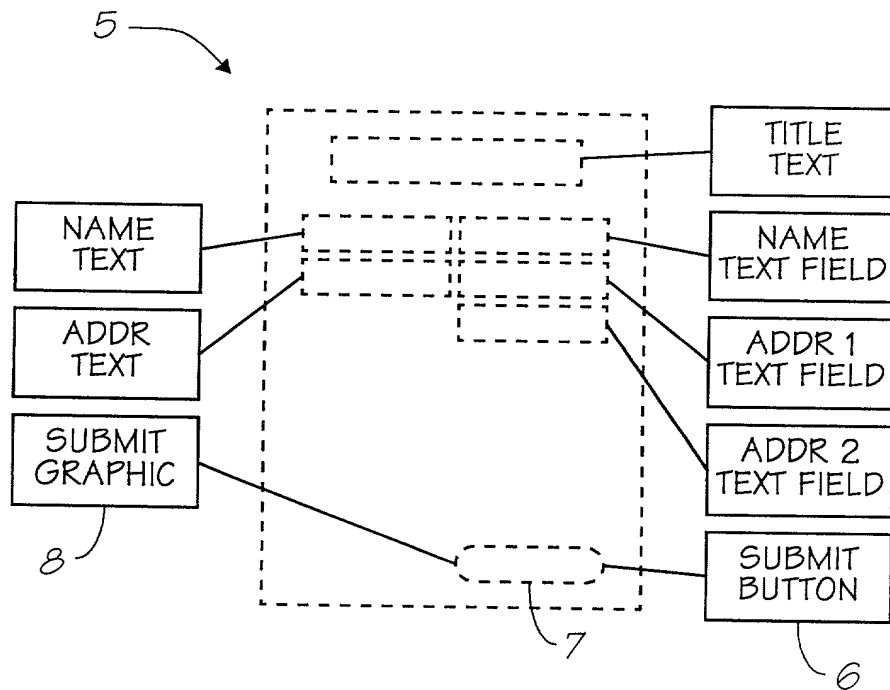 5
TITLE
TEXT
NAME
TEXT
NAME
TEXT FIELD
ADDR
TEXT
ADDR 1
TEXT FIELD
SUBMIT
GRAPHIC
ADDR 2
TEXT FIELD
8
SUBMIT
BUTTON
7
6